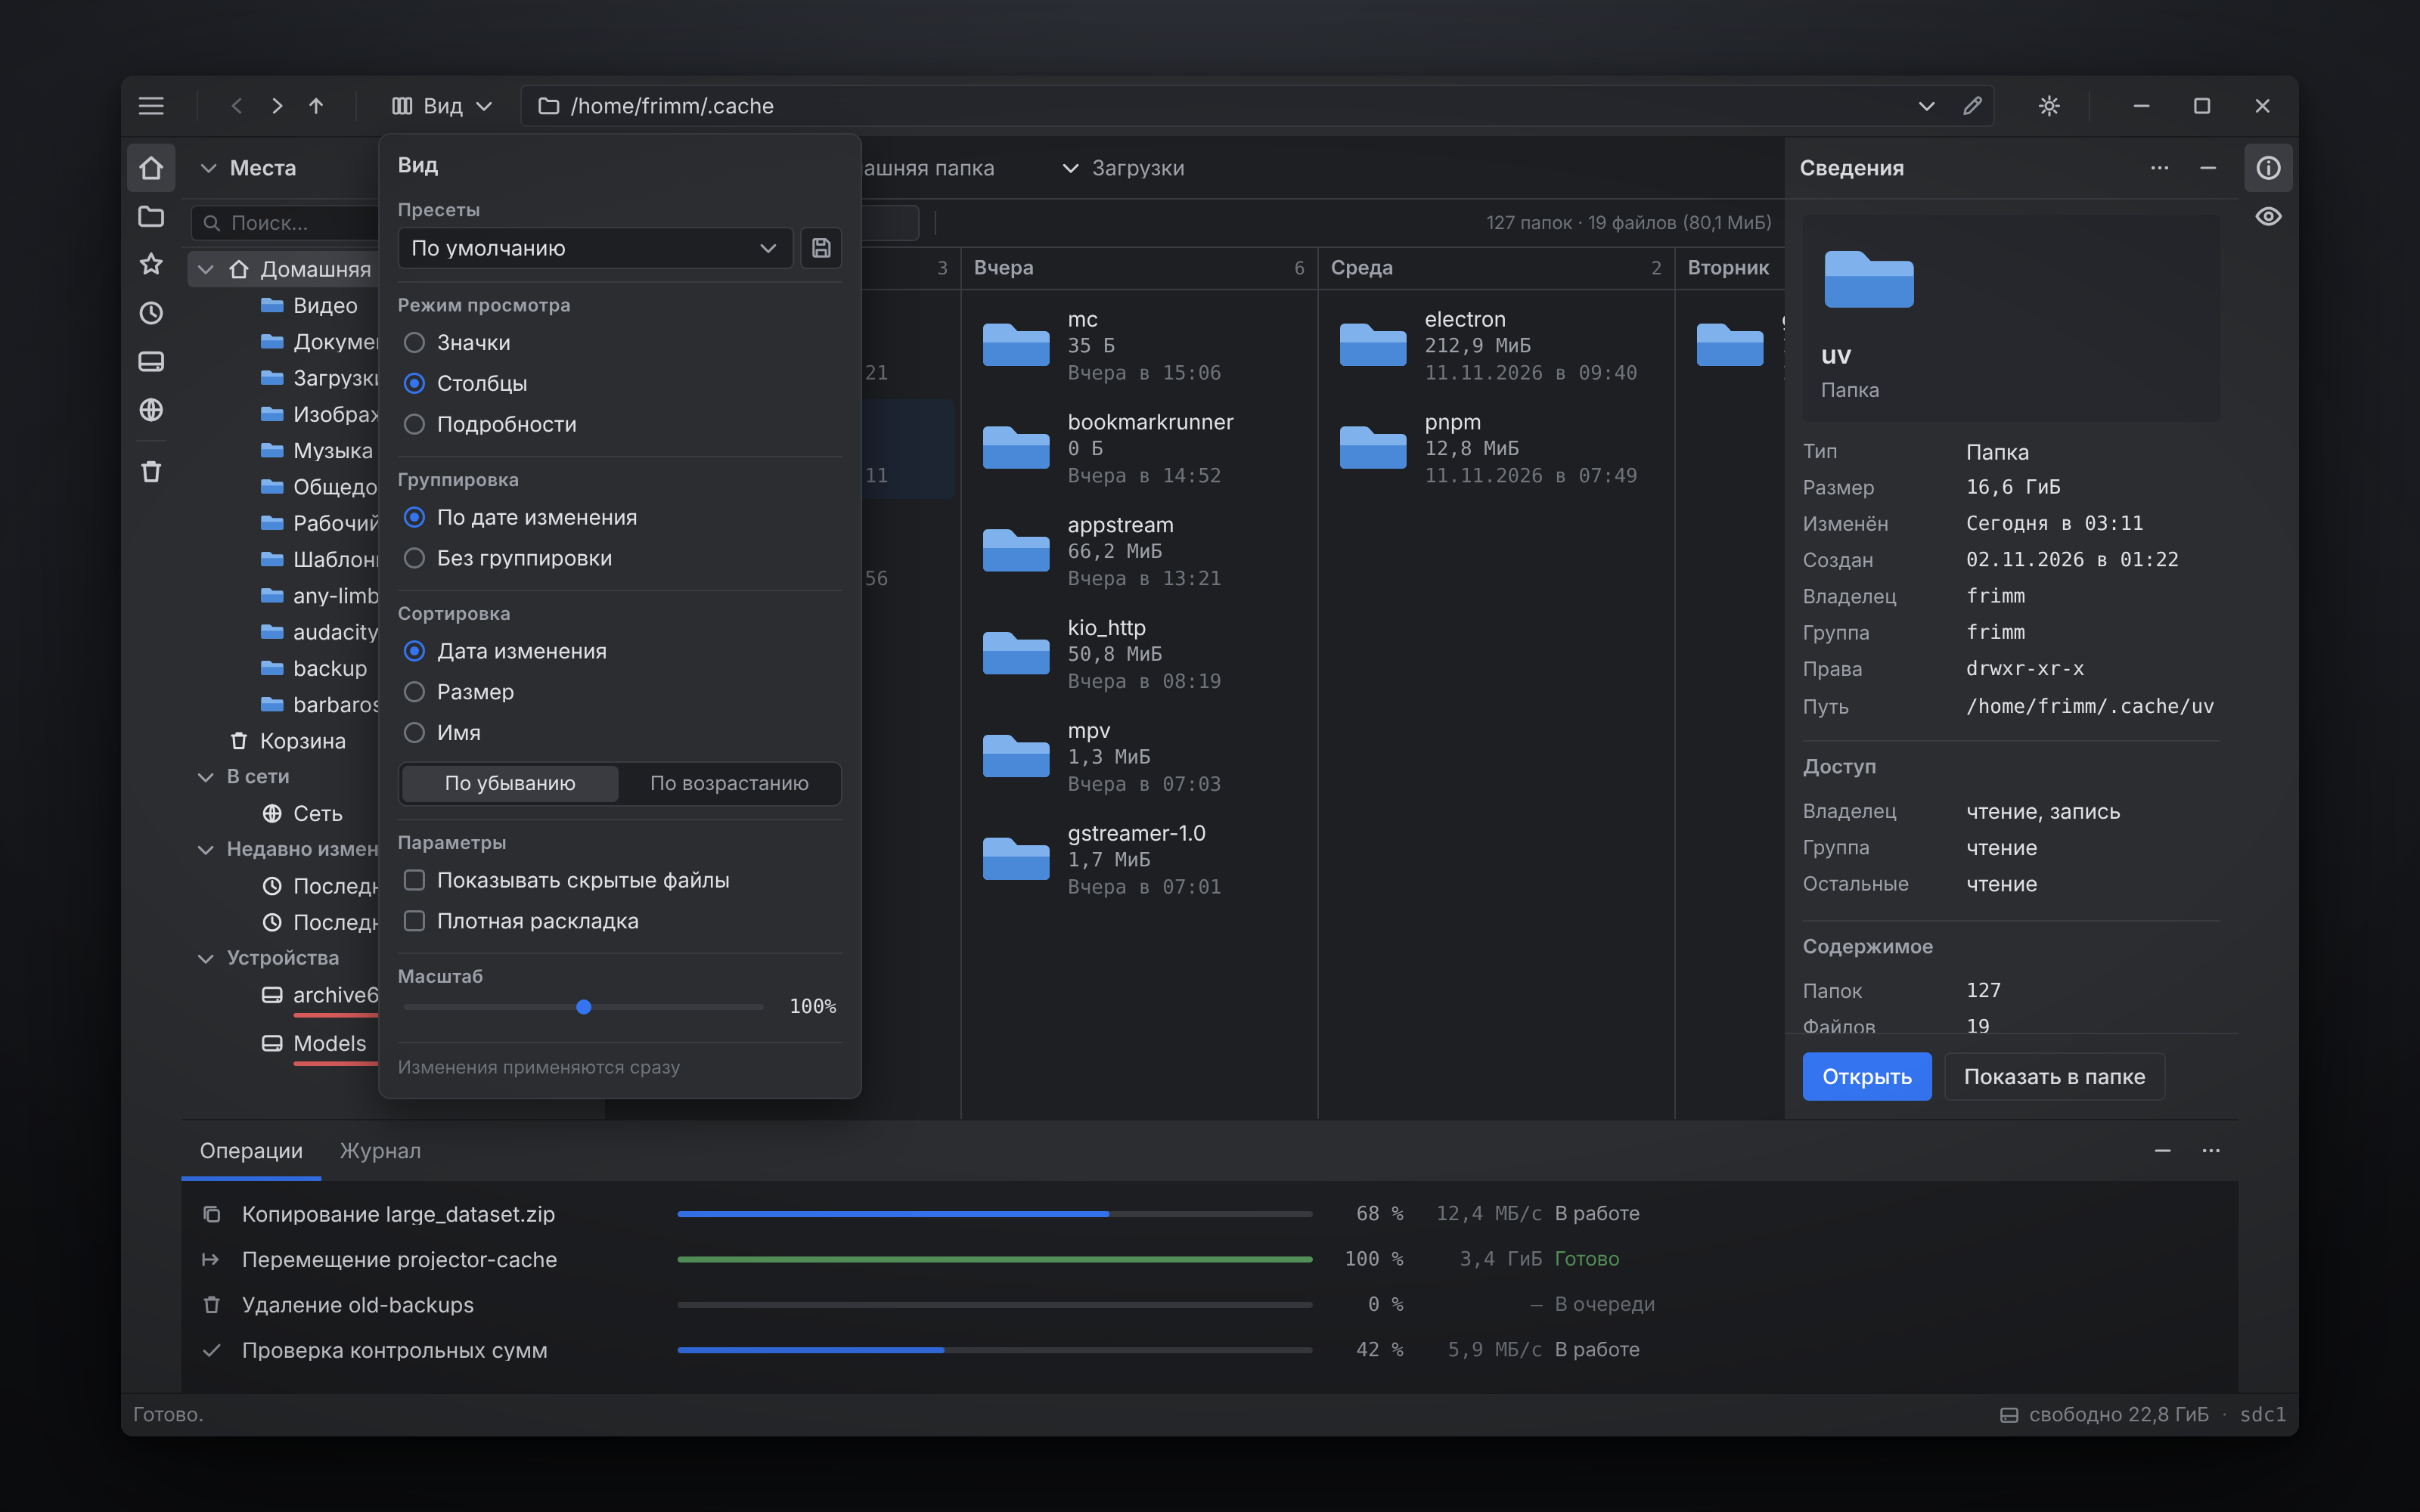 Вид
/home/frimm/.cache
Места
Поиск...
Домашняя
Видео
Музыка
Рабочий
backup
Корзина
В сети
Сеть
Устройства
Models
Вид
Пресеты
По умолчанию
Режим просмотра
Значки
Столбцы
Подробности
Группировка
По дате изменения
Без группировки
Сортировка
Дата изменения
Размер
Имя
По убыванию По возрастанию
Параметры
Показывать скрытые файлы
Плотная раскладка
Масштаб
100%
Изменения применяются сразу
папка
Загрузки
127 папок · 19 файлов (80,1 МиБ)
3
21
11
56
Вчера 6
mc
35 Б
Вчера в 15:06
bookmarkrunner
0 Б
Вчера в 14:52
appstream
66,2 МиБ
Вчера в 13:21
kio_http
50,8 МиБ
Вчера в 08:19
mpv
1,3 МиБ
Вчера в 07:03
gstreamer-1.0
1,7 МиБ
Вчера в 07:01
Среда 2
electron
212,9 МиБ
11.11.2026 в 09:40
pnpm
12,8 МиБ
11.11.2026 в 07:49
Вторник
Сведения
uv
Папка
Тип Папка
Размер 16,6 ГиБ
Изменён Сегодня в 03:11
Создан 02.11.2026 в 01:22
Владелец frimm
Группа frimm
Права drwxr-xr-x
Путь /home/frimm/.cache/uv
Доступ
Владелец чтение, запись
Группа чтение
Остальные чтение
Содержимое
Папок 127
Файлов 19
Открыть Показать в папке
Операции Журнал
Копирование large_dataset.zip 68 % 12,4 МБ/с В работе
Перемещение projector-cache 100 % 3,4 ГиБ Готово
Удаление old-backups 0 % — В очереди
Проверка контрольных сумм 42 % 5,9 МБ/с В работе
Готово.
свободно 22,8 ГиБ · sdc1